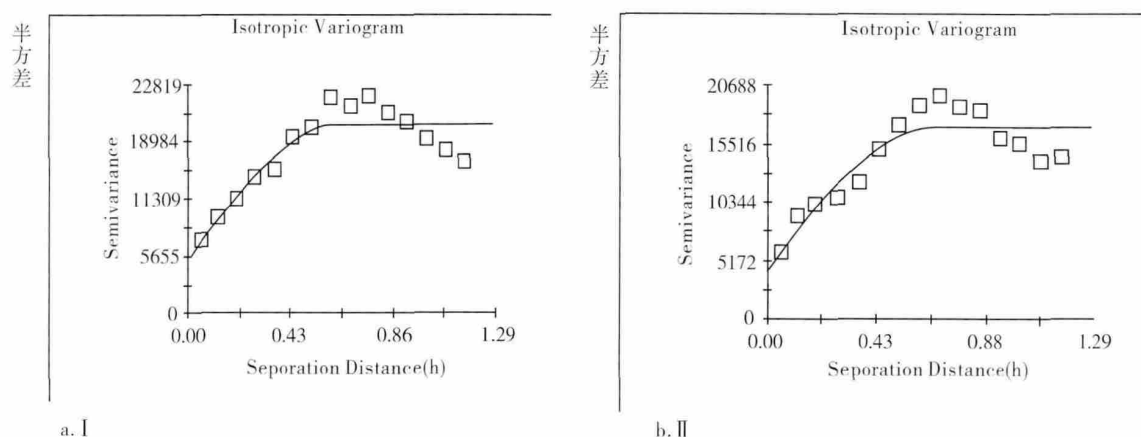 半方差
Isotropic Variogram
Semivariance
22819
18984
11309
5655
0
0.00 0.43 0.86 1.29
Seporation Distance(h)
a. I
半方差
Isotropic Variogram
Semivariance
20688
15516
10344
5172
0
0.00 0.43 0.88 1.29
Seporation Distance(h)
b. II